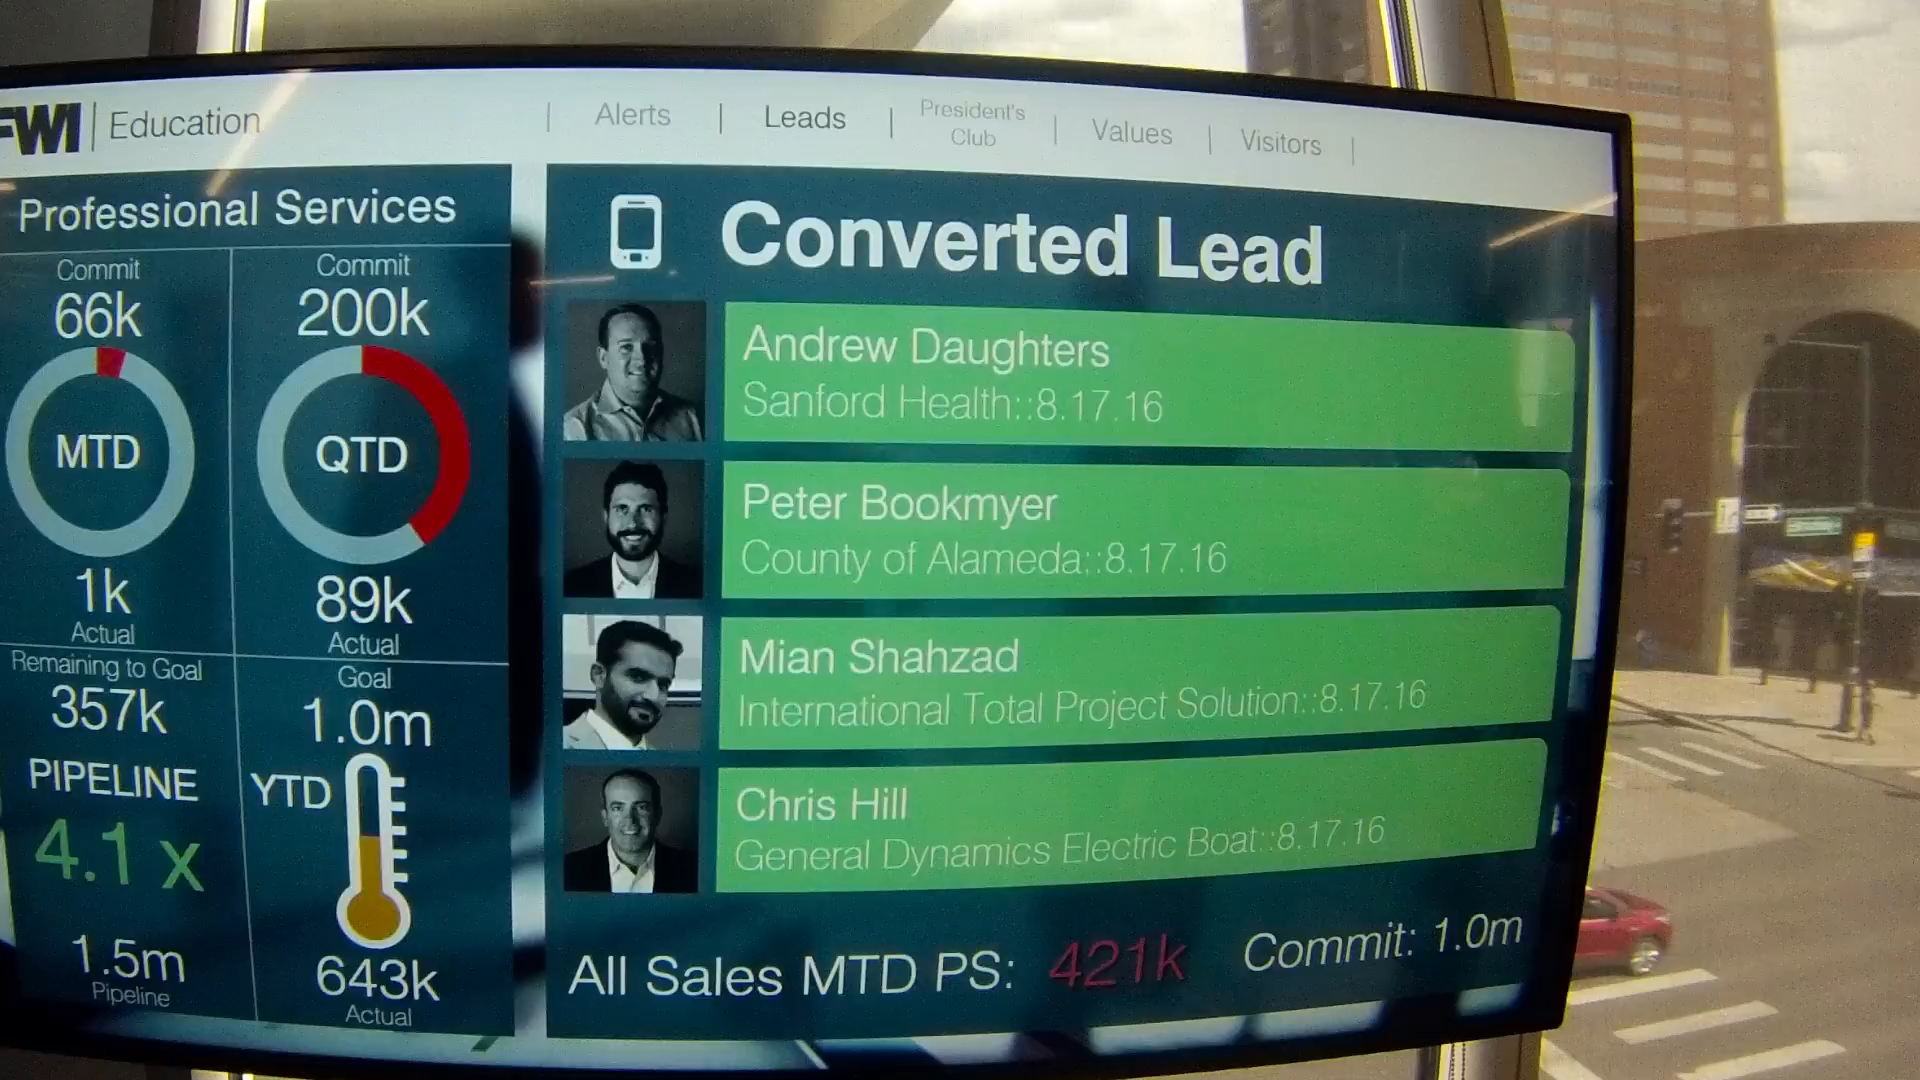 FWI | Education
Alerts | Leads | President's Club | Values | Visitors
Professional Services
Commit
66k
MTD
1k
Actual
Commit
200k
QTD
89k
Actual
Remaining to Goal
357k
PIPELINE
4.1 x
1.5m
Pipeline
Goal
1.0m
YTD
643k
Actual
Converted Lead
Andrew Daughters
Sanford Health::8.17.16
Peter Bookmyer
County of Alameda::8.17.16
Mian Shahzad
International Total Project Solution::8.17.16
Chris Hill
General Dynamics Electric Boat::8.17.16
All Sales MTD PS: 421k Commit: 1.0m